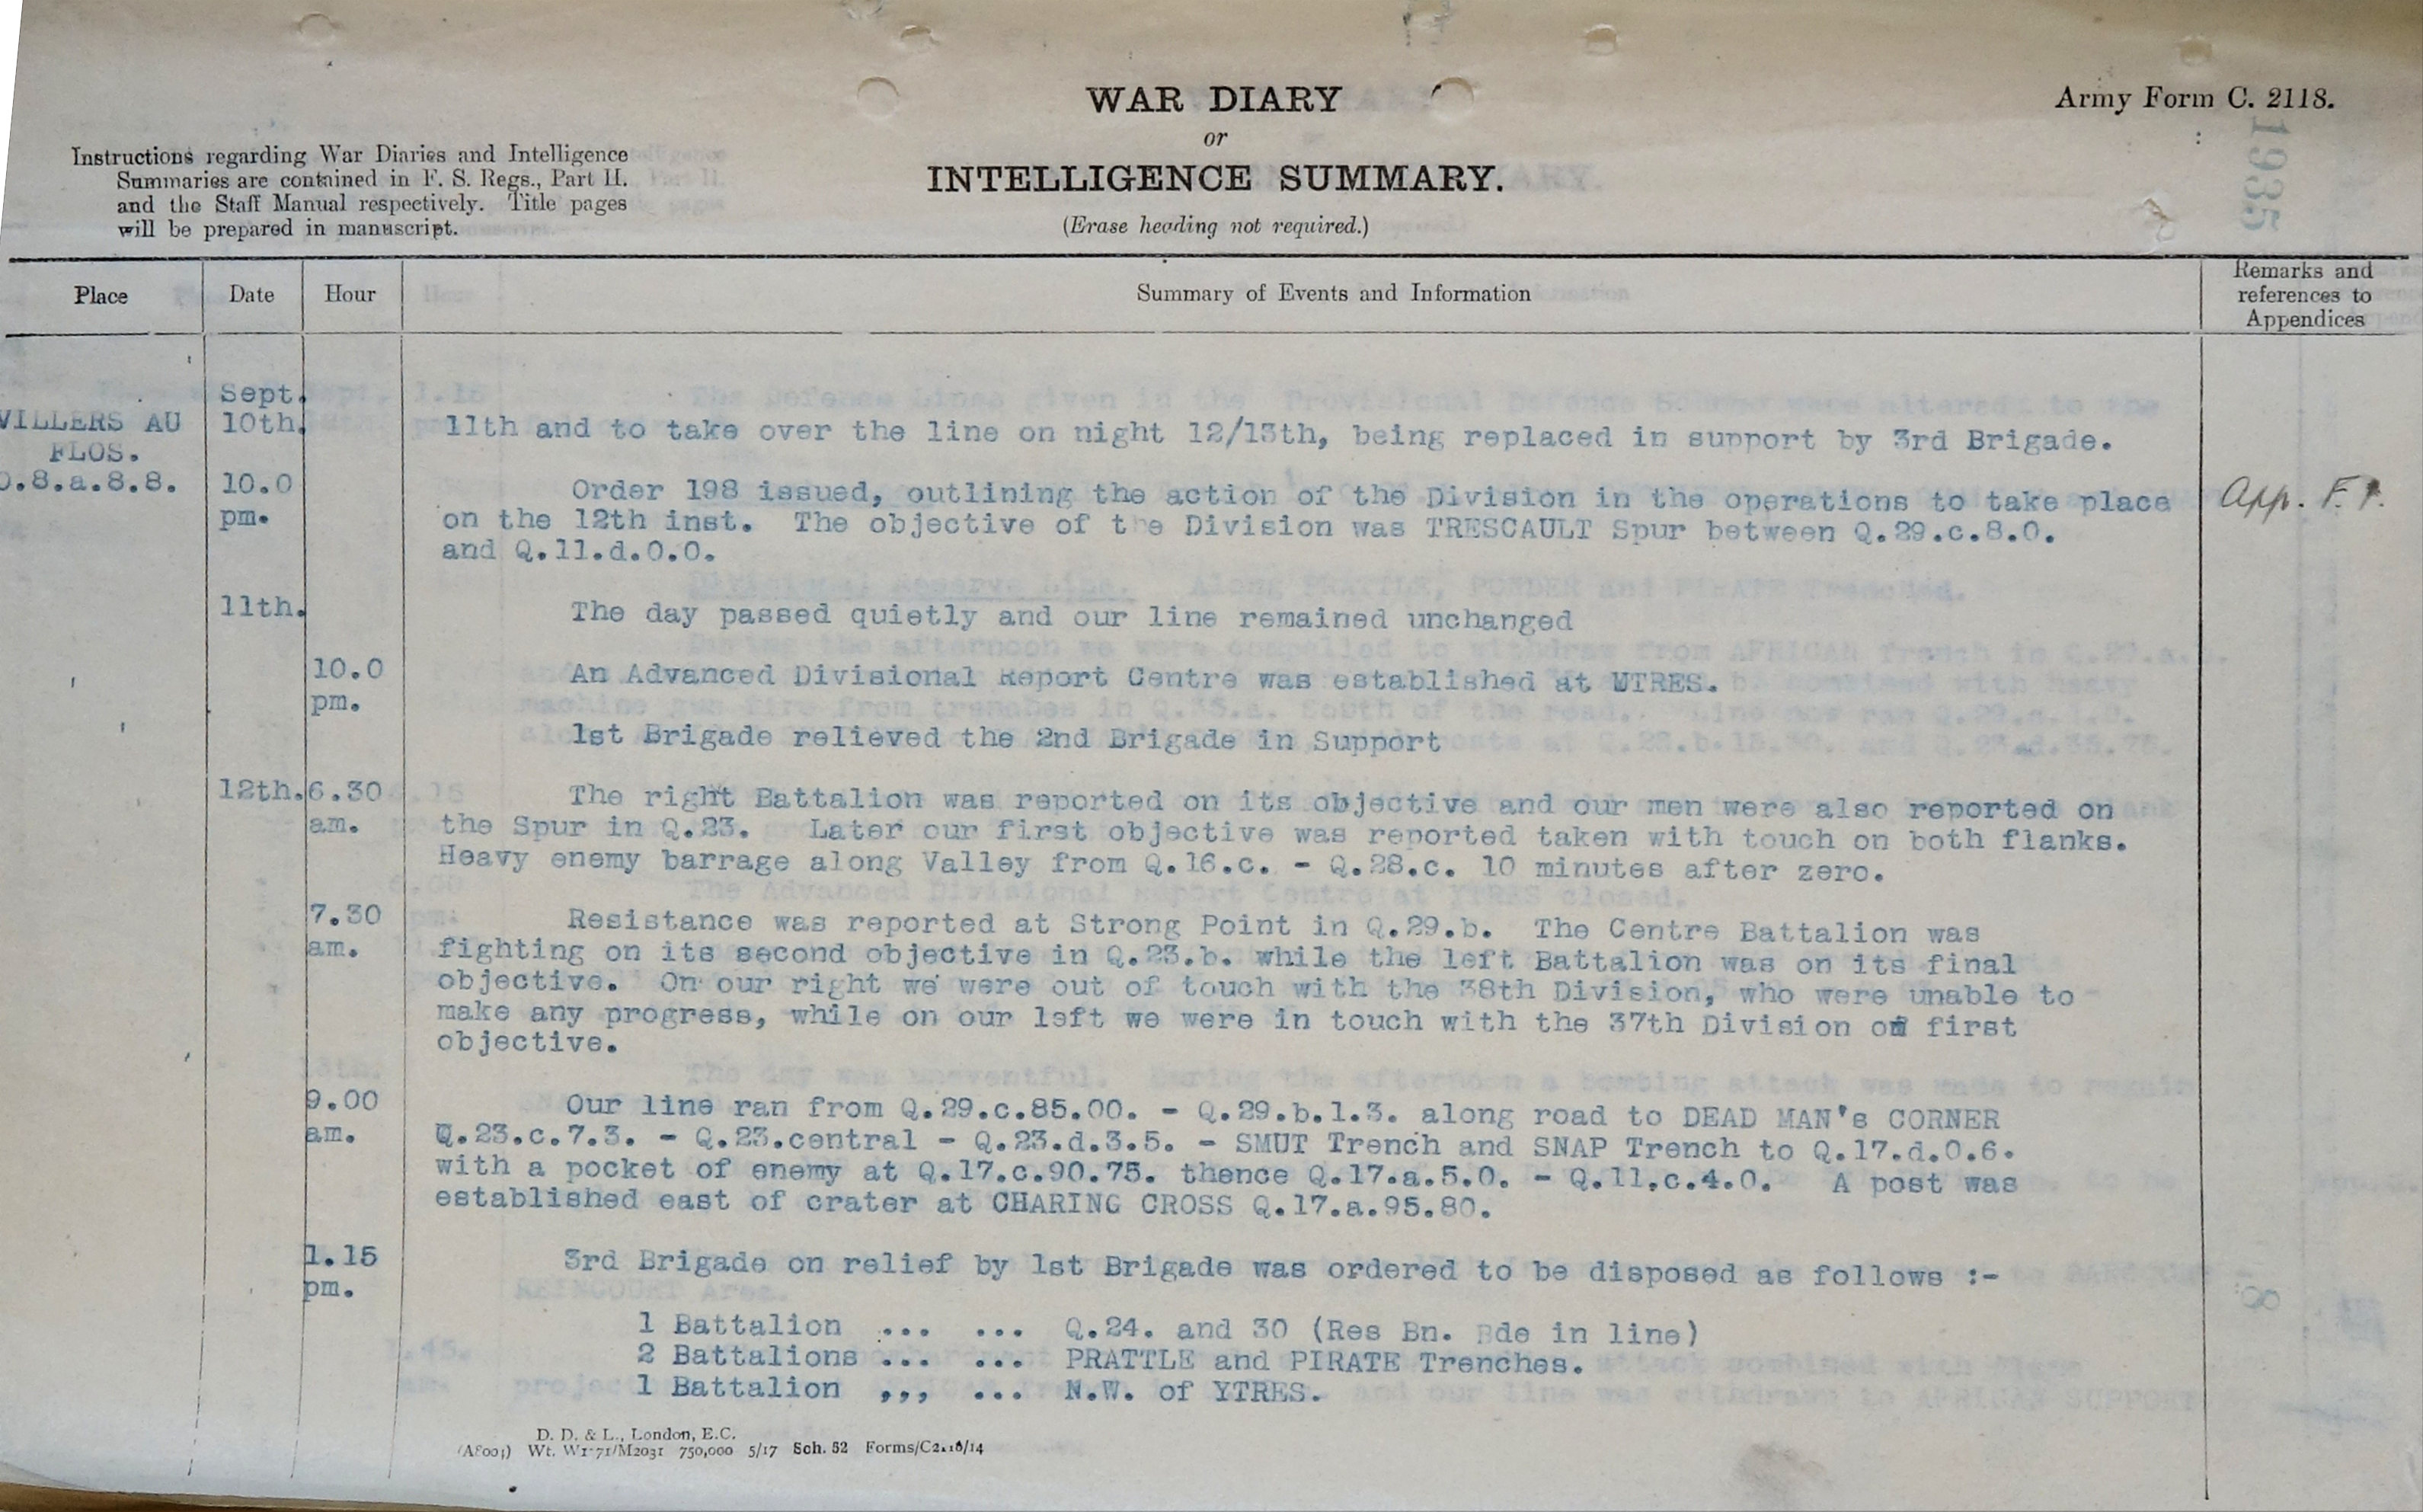 WAR DIARY
or
INTELLIGENCE SUMMARY.
(Erase heading not required.)
Army Form C. 2118.
1935
Instructions regarding War Diaries and Intelligence
Summaries are contained in F. S. Regs., Part II.
and the Staff Manual respectively. Title pages
will be prepared in manuscript.
Place Date Hour Summary of Events and Information Remarks and
references to
Appendices
VILLERS AU
FLOS.
O.8.a.8.8.
Sept.
10th.
11th and to take over the line on night 12/13th, being replaced in support by 3rd Brigade.
10.0
pm.
Order 198 issued, outlining the action of the Division in the operations to take place
on the 12th inst. The objective of the Division was TRESCAULT Spur between Q.29.c.8.0.
and Q.11.d.0.0.
App. F.
11th.
The day passed quietly and our line remained unchanged
10.0
pm.
An Advanced Divisional Report Centre was established at YTRES.
1st Brigade relieved the 2nd Brigade in Support
12th. 6.30
am.
The right Battalion was reported on its objective and our men were also reported on
the Spur in Q.23. Later our first objective was reported taken with touch on both flanks.
Heavy enemy barrage along Valley from Q.16.c. - Q.28.c. 10 minutes after zero.
7.30
am.
Resistance was reported at Strong Point in Q.29.b. The Centre Battalion was
fighting on its second objective in Q.23.b. while the left Battalion was on its final
objective. On our right we were out of touch with the 38th Division, who were unable to
make any progress, while on our left we were in touch with the 37th Division on first
objective.
9.00
am.
Our line ran from Q.29.c.85.00. - Q.29.b.1.3. along road to DEAD MAN's CORNER
Q.23.c.7.3. - Q.23.central - Q.23.d.3.5. - SMUT Trench and SNAP Trench to Q.17.d.0.6.
with a pocket of enemy at Q.17.c.90.75. thence Q.17.a.5.0. - Q.11.c.4.0. A post was
established east of crater at CHARING CROSS Q.17.a.95.80.
1.15
pm.
3rd Brigade on relief by 1st Brigade was ordered to be disposed as follows :-
1 Battalion ... ... Q.24. and 30 (Res Bn. Bde in line)
2 Battalions ... ... PRATTLE and PIRATE Trenches.
1 Battalion ,,, ... N.W. of YTRES.
D. D. & L., London, E.C.
Wt. W1771/M2031 750,000 5/17 Sch. 52 Forms/C2118/14